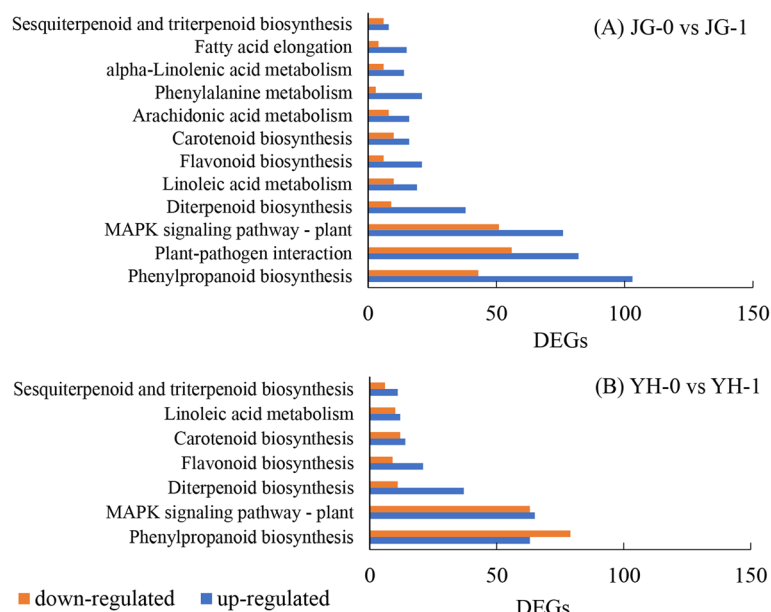 (A) JG-0 vs JG-1
Sesquiterpenoid and triterpenoid biosynthesis
Fatty acid elongation
alpha-Linolenic acid metabolism
Phenylalanine metabolism
Arachidonic acid metabolism
Carotenoid biosynthesis
Flavonoid biosynthesis
Linoleic acid metabolism
Diterpenoid biosynthesis
MAPK signaling pathway - plant
Plant-pathogen interaction
Phenylpropanoid biosynthesis
0 50 100 150
DEGs
(B) YH-0 vs YH-1
Sesquiterpenoid and triterpenoid biosynthesis
Linoleic acid metabolism
Carotenoid biosynthesis
Flavonoid biosynthesis
Diterpenoid biosynthesis
MAPK signaling pathway - plant
Phenylpropanoid biosynthesis
0 50 100 150
down-regulated up-regulated
DEGs